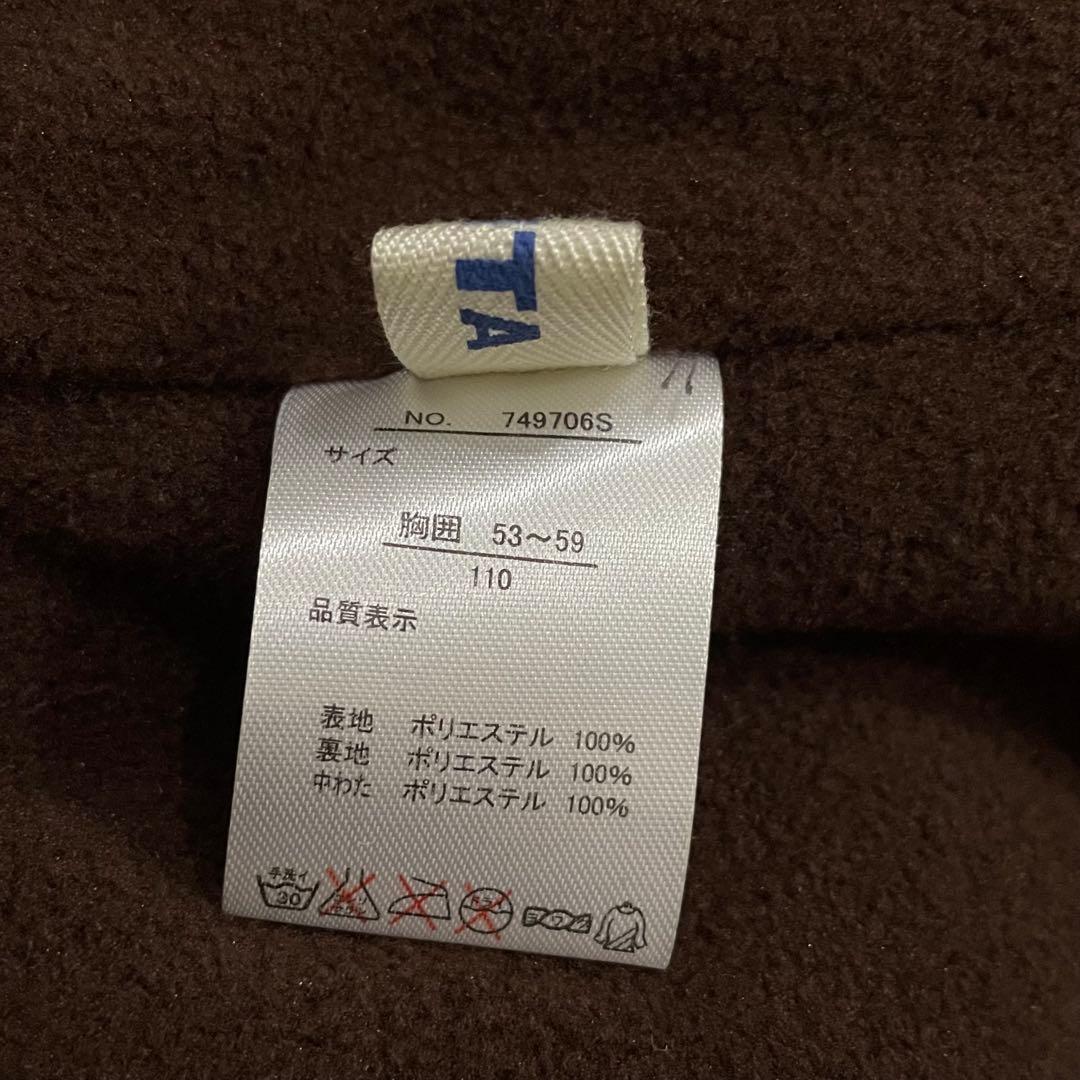 TA
NO. 749706S
サイズ
胸囲 53〜59
110
品質表示
表地 ポリエステル 100%
裏地 ポリエステル 100%
中わた ポリエステル 100%
手洗イ
30